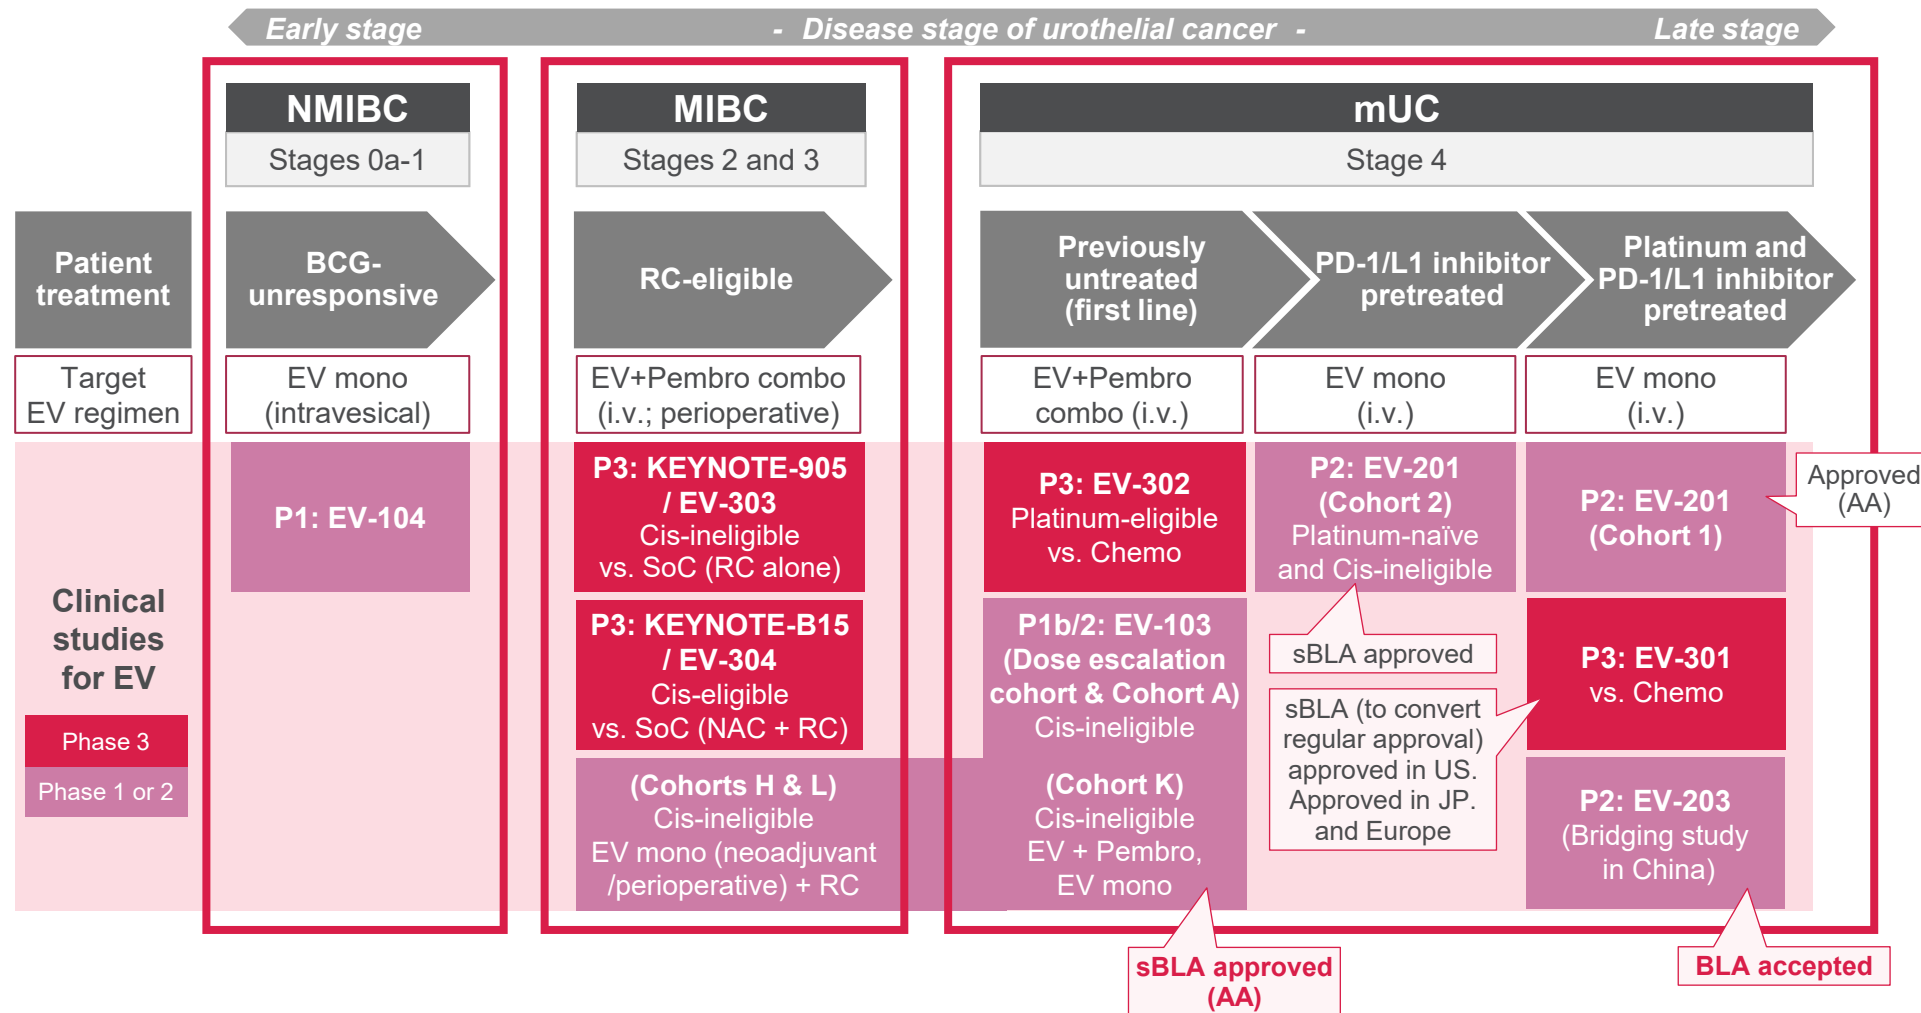 Early stage
- Disease stage of urothelial cancer -
Late stage
NMIBC
Stages 0a-1
MIBC
Stages 2 and 3
mUC
Stage 4
Patient
treatment
BCG-
unresponsive
RC-eligible
Previously
untreated
(first line)
PD-1/L1 inhibitor
pretreated
Platinum and
PD-1/L1 inhibitor
pretreated
Target
EV regimen
EV mono
(intravesical)
EV+Pembro combo
(i.v.; perioperative)
EV+Pembro
combo (i.v.)
EV mono
(i.v.)
EV mono
(i.v.)
Clinical
studies
for EV
Phase 3
Phase 1 or 2
P1: EV-104
P3: KEYNOTE-905
/ EV-303
Cis-ineligible
vs. SoC (RC alone)
P3: KEYNOTE-B15
/ EV-304
Cis-eligible
vs. SoC (NAC + RC)
(Cohorts H & L)
Cis-ineligible
EV mono (neoadjuvant
/perioperative) + RC
P3: EV-302
Platinum-eligible
vs. Chemo
P1b/2: EV-103
(Dose escalation
cohort & Cohort A)
Cis-ineligible
(Cohort K)
Cis-ineligible
EV + Pembro,
EV mono
sBLA approved
(AA)
P2: EV-201
(Cohort 2)
Platinum-naïve
and Cis-ineligible
sBLA approved
sBLA (to convert
regular approval)
approved in US.
Approved in JP.
and Europe
P2: EV-201
(Cohort 1)
Approved
(AA)
P3: EV-301
vs. Chemo
P2: EV-203
(Bridging study
in China)
BLA accepted